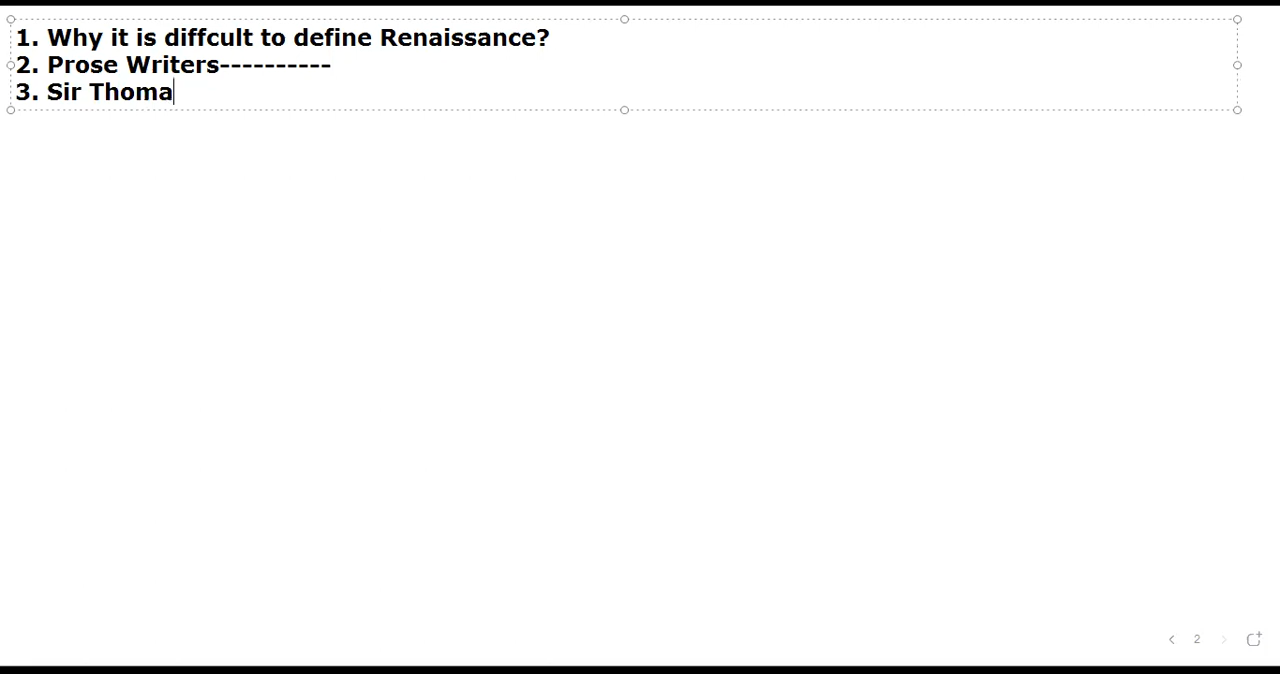 1. Why it is diffcult to define Renaissance?
2. Prose Writers----------
3. Sir Thoma
2